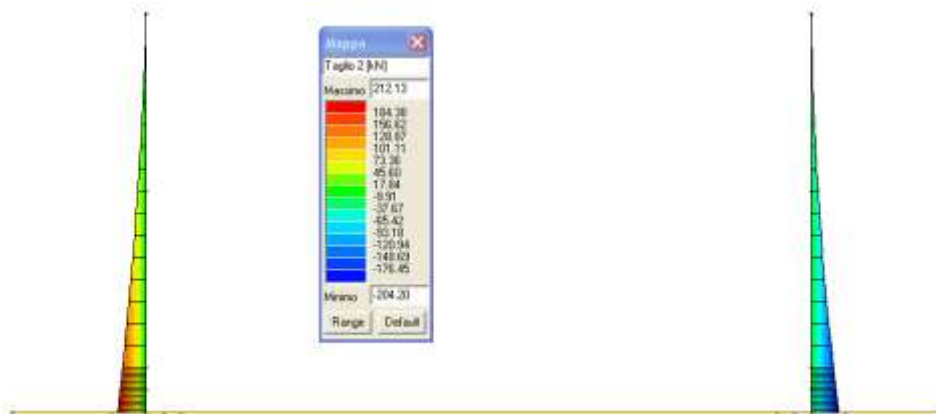 Mappa
Taglio 2 [kN]
Massimo 212.13
184.38
156.62
128.87
101.11
73.36
45.60
17.84
-9.91
-37.67
-65.42
-93.18
-120.94
-148.69
-176.45
Minimo -204.20
Range Default